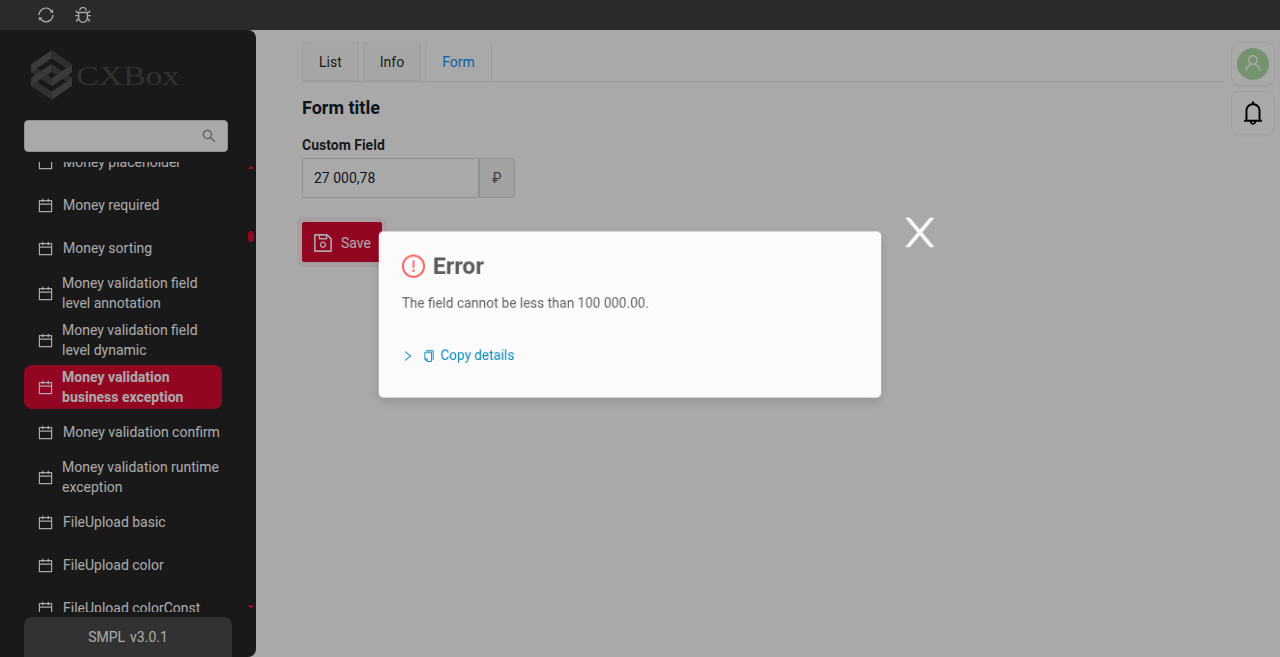 CXBox
Money placeholder
Money required
Money sorting
Money validation field
level annotation
Money validation field
level dynamic
Money validation
business exception
Money validation confirm
Money validation runtime
exception
FileUpload basic
FileUpload color
FileUpload colorConst
SMPL v3.0.1
List
Info
Form
Form title
Custom Field
27 000,78 ₽
Save
Error
The field cannot be less than 100 000.00.
Copy details